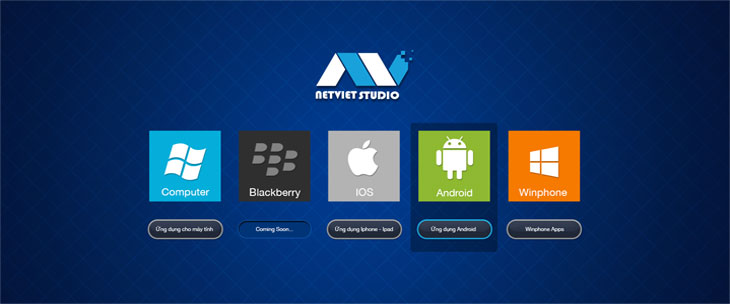 NETVIET STUDIO
Computer
Blackberry
IOS
Android
Winphone
Ứng dụng cho máy tính
Coming Soon...
Ứng dụng Iphone - Ipad
Ứng dụng Android
Winphone Apps